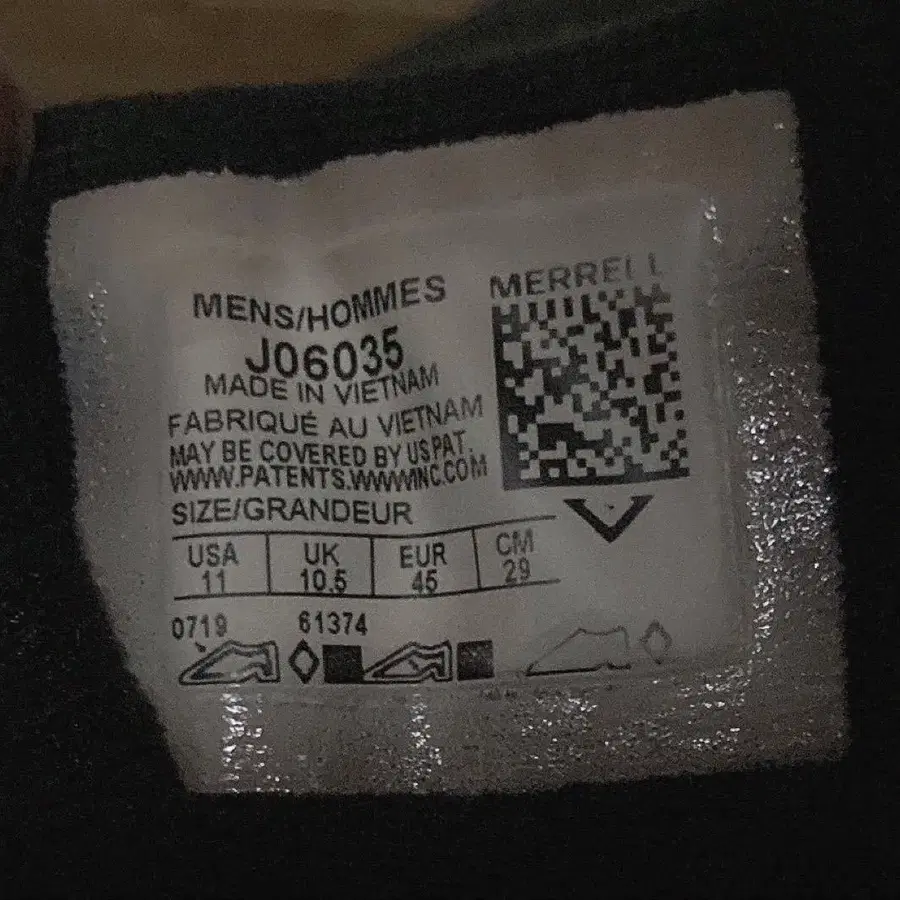 MENS/HOMMES
J06035
MADE IN VIETNAM
FABRIQUÉ AU VIETNAM
MAY BE COVERED BY US PAT.
WWW.PATENTS.WWWINC.COM
SIZE/GRANDEUR
USA UK EUR CM
11 10.5 45 29
0719 61374
MERRELL